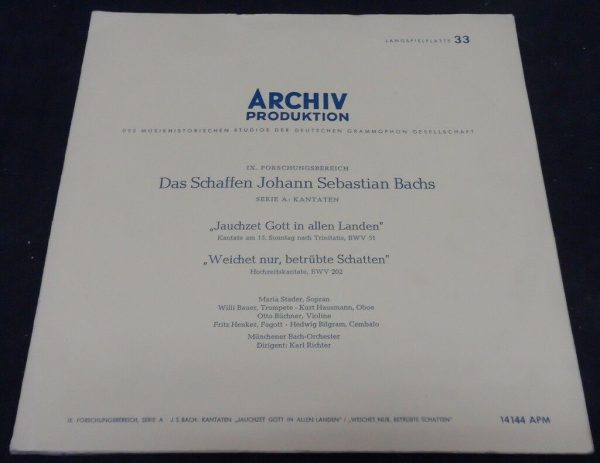 LANGSPIELPLATTE 33
ARCHIV
PRODUKTION
DES MUSIKHISTORISCHEN STUDIOS DER DEUTSCHEN GRAMMOPHON GESELLSCHAFT
IX. FORSCHUNGSBEREICH
Das Schaffen Johann Sebastian Bachs
SERIE A: KANTATEN
„Jauchzet Gott in allen Landen"
Kantate am 15. Sonntag nach Trinitatis, BWV 51
„Weichet nur, betrübte Schatten"
Hochzeitskantate, BWV 202
Maria Stader, Sopran
Willi Bauer, Trompete - Kurt Hausmann, Oboe
Otto Büchner, Violine
Fritz Henker, Fagott - Hedwig Bilgram, Cembalo
Münchener Bach-Orchester
Dirigent: Karl Richter
IX. FORSCHUNGSBEREICH, SERIE A J. S. BACH: KANTATEN „JAUCHZET GOTT IN ALLEN LANDEN" / „WEICHET NUR, BETRÜBTE SCHATTEN"
14144 APM